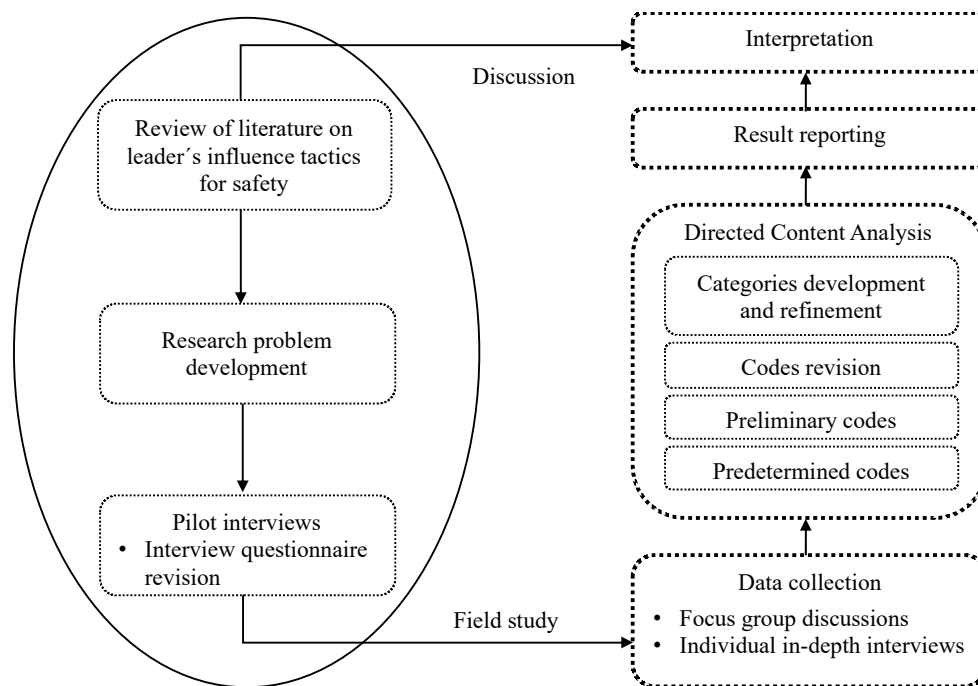 Review of literature on
leader´s influence tactics
for safety
Research problem
development
Pilot interviews
• Interview questionnaire
revision
Discussion
Field study
Interpretation
Result reporting
Directed Content Analysis
Categories development
and refinement
Codes revision
Preliminary codes
Predetermined codes
Data collection
• Focus group discussions
• Individual in-depth interviews